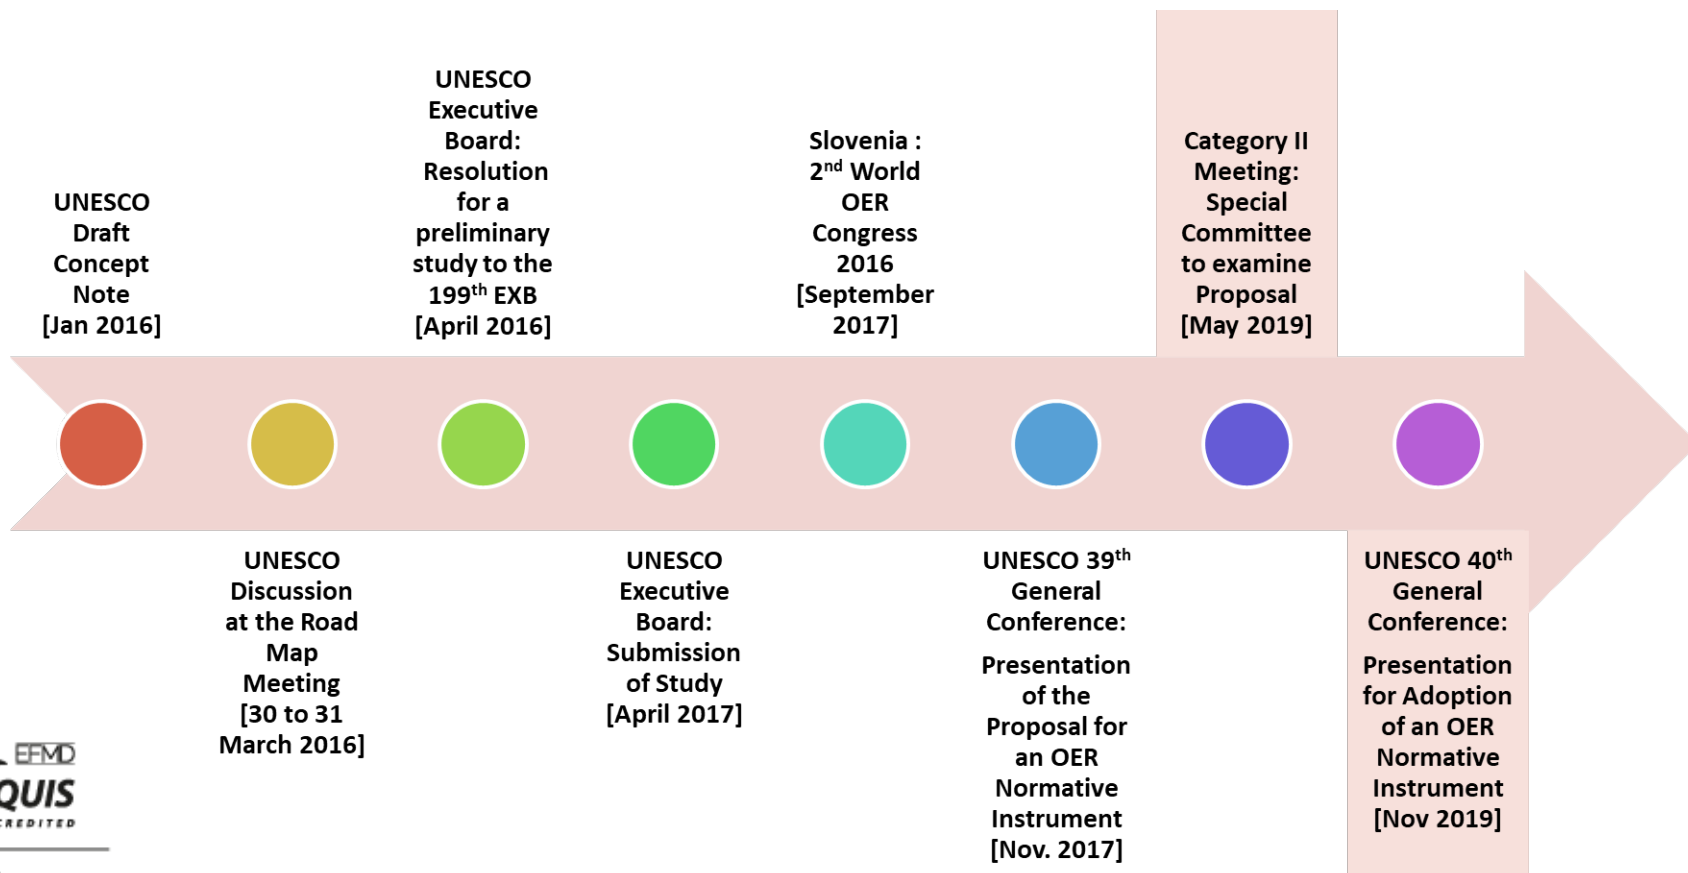 UNESCO
Draft
Concept
Note
[Jan 2016]
UNESCO
Discussion
at the Road
Map
Meeting
[30 to 31
March 2016]
UNESCO
Executive
Board:
Resolution
for a
preliminary
study to the
199th EXB
[April 2016]
UNESCO
Executive
Board:
Submission
of Study
[April 2017]
Slovenia :
2nd World
OER
Congress
2016
[September
2017]
UNESCO 39th
General
Conference:
Presentation
of the
Proposal for
an OER
Normative
Instrument
[Nov. 2017]
Category II
Meeting:
Special
Committee
to examine
Proposal
[May 2019]
UNESCO 40th
General
Conference:
Presentation
for Adoption
of an OER
Normative
Instrument
[Nov 2019]
EFMD
QUIS
CREDITED